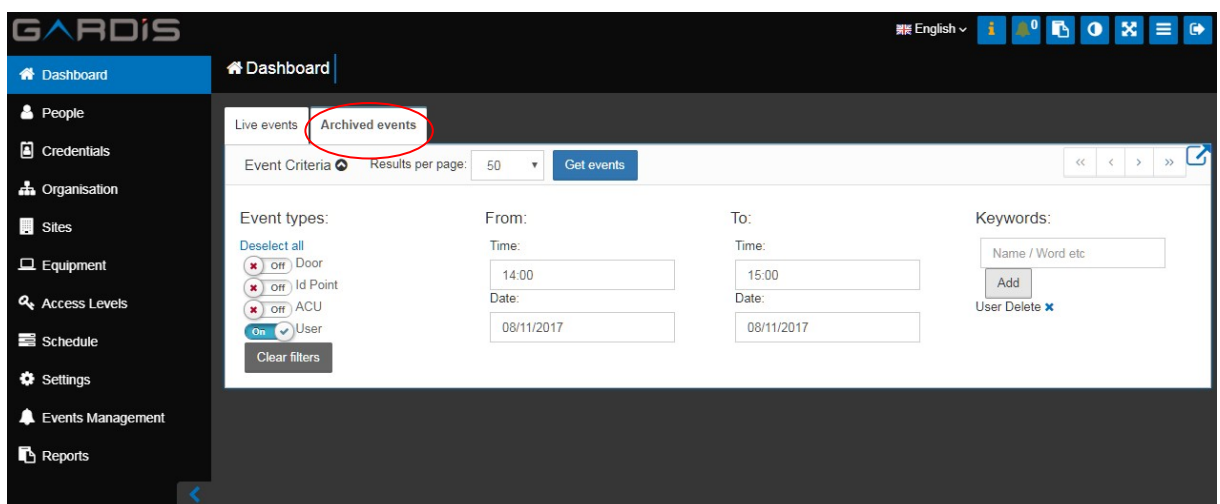 GARDiS
English
0
Dashboard
People
Credentials
Organisation
Sites
Equipment
Access Levels
Schedule
Settings
Events Management
Reports
Dashboard
Live events Archived events
Event Criteria Results per page: 50 Get events
« < > »
Event types:
Deselect all
Off Door
Off Id Point
Off ACU
On User
Clear filters
From:
Time:
14:00
Date:
08/11/2017
To:
Time:
15:00
Date:
08/11/2017
Keywords:
Name / Word etc
Add
User Delete ×